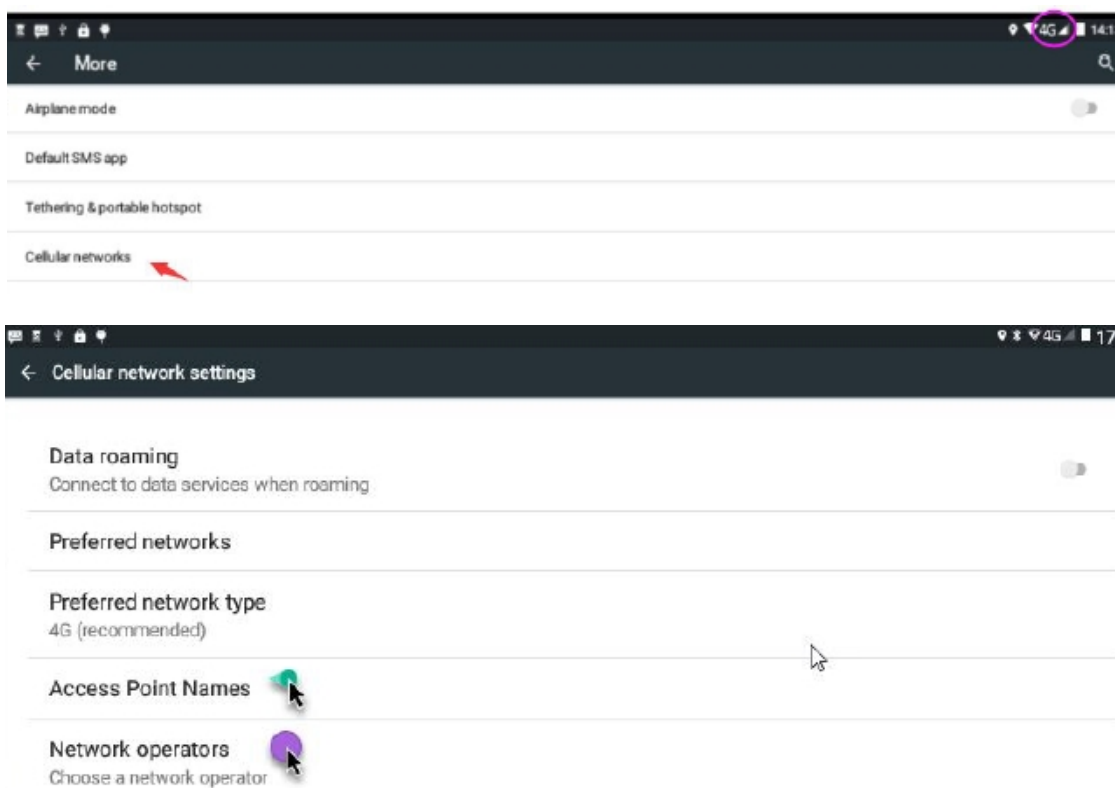 4G 14:1
More
Airplane mode
Default SMS app
Tethering & portable hotspot
Cellular networks
4G 17
Cellular network settings
Data roaming
Connect to data services when roaming
Preferred networks
Preferred network type
4G (recommended)
Access Point Names
Network operators
Choose a network operator